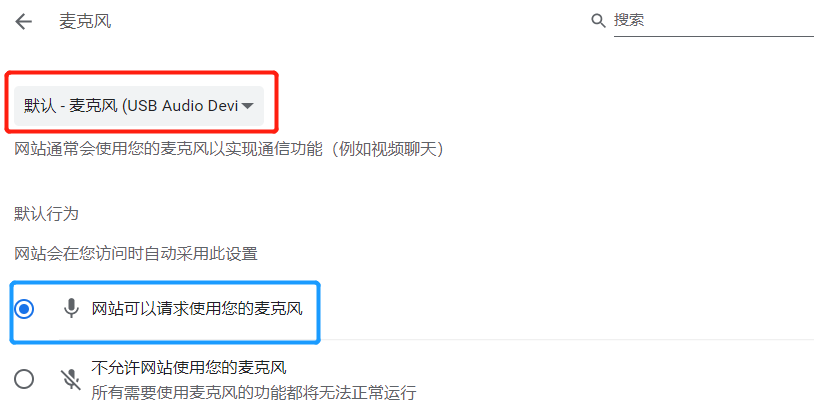 麦克风
搜索
默认 - 麦克风 (USB Audio Devi
网站通常会使用您的麦克风以实现通信功能（例如视频聊天）
默认行为
网站会在您访问时自动采用此设置
网站可以请求使用您的麦克风
不允许网站使用您的麦克风
所有需要使用麦克风的功能都将无法正常运行